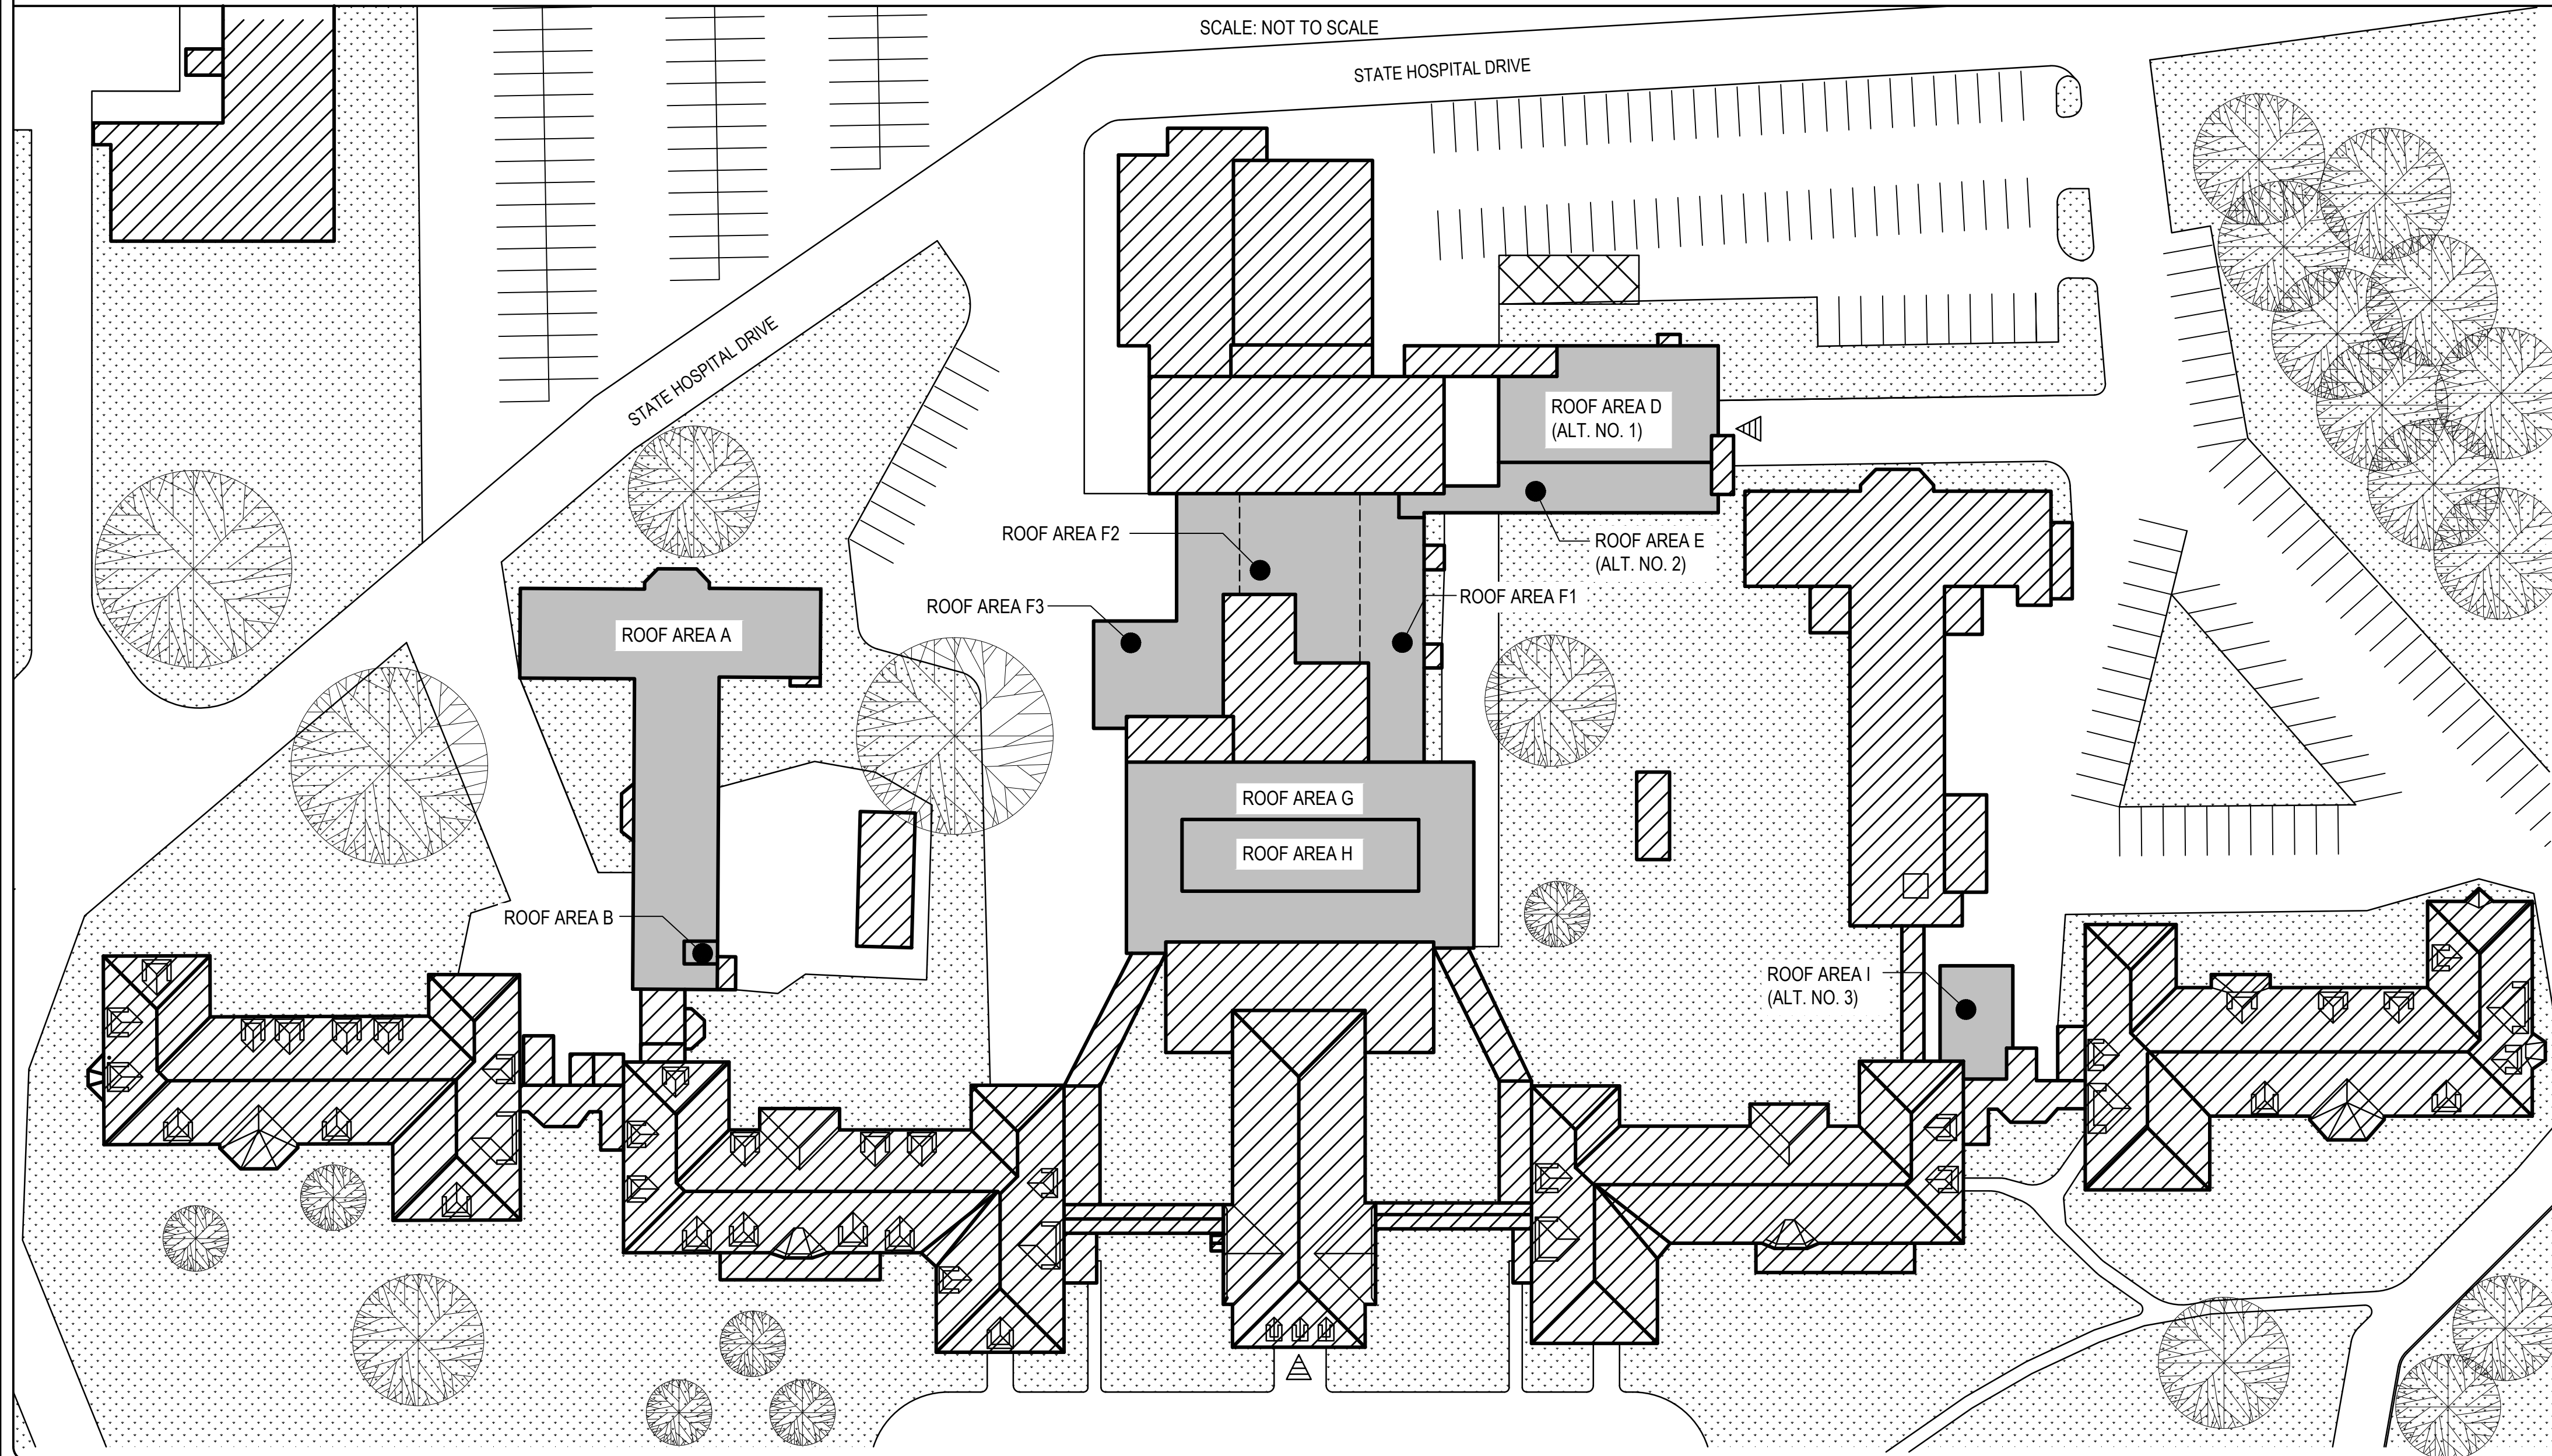 SCALE: NOT TO SCALE
STATE HOSPITAL DRIVE
STATE HOSPITAL DRIVE
ROOF AREA D
(ALT. NO. 1)
ROOF AREA F2
ROOF AREA E
(ALT. NO. 2)
ROOF AREA F3
ROOF AREA F1
ROOF AREA A
ROOF AREA G
ROOF AREA H
ROOF AREA B
ROOF AREA I
(ALT. NO. 3)